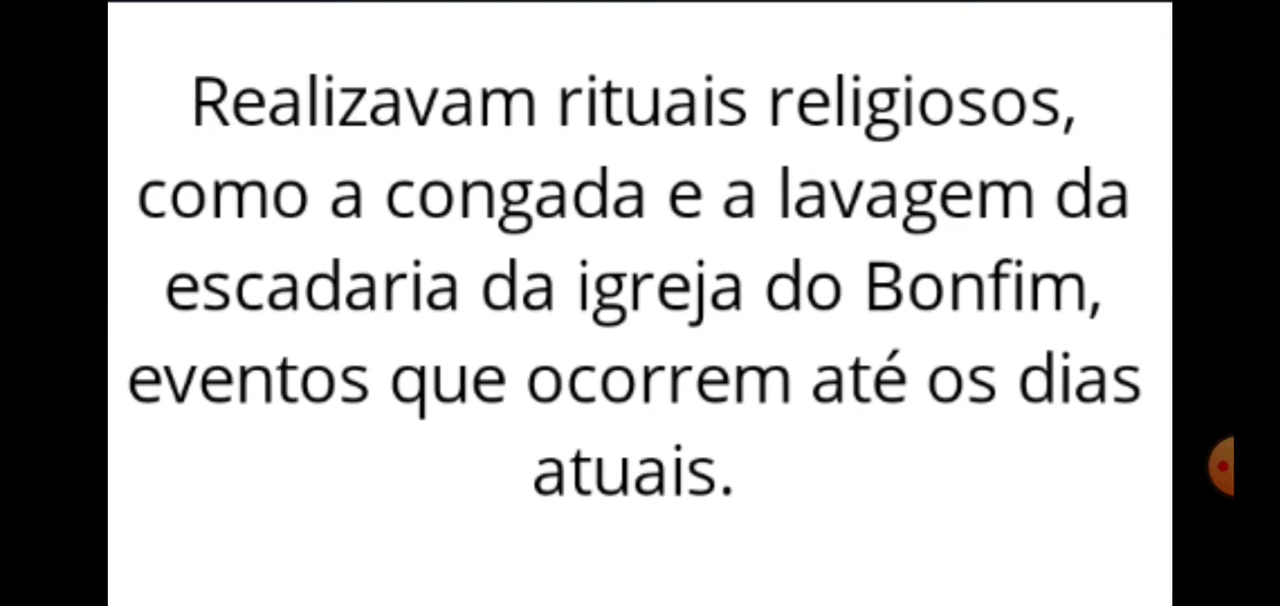 Realizavam rituais religiosos,
como a congada e a lavagem da
escadaria da igreja do Bonfim,
eventos que ocorrem até os dias
atuais.